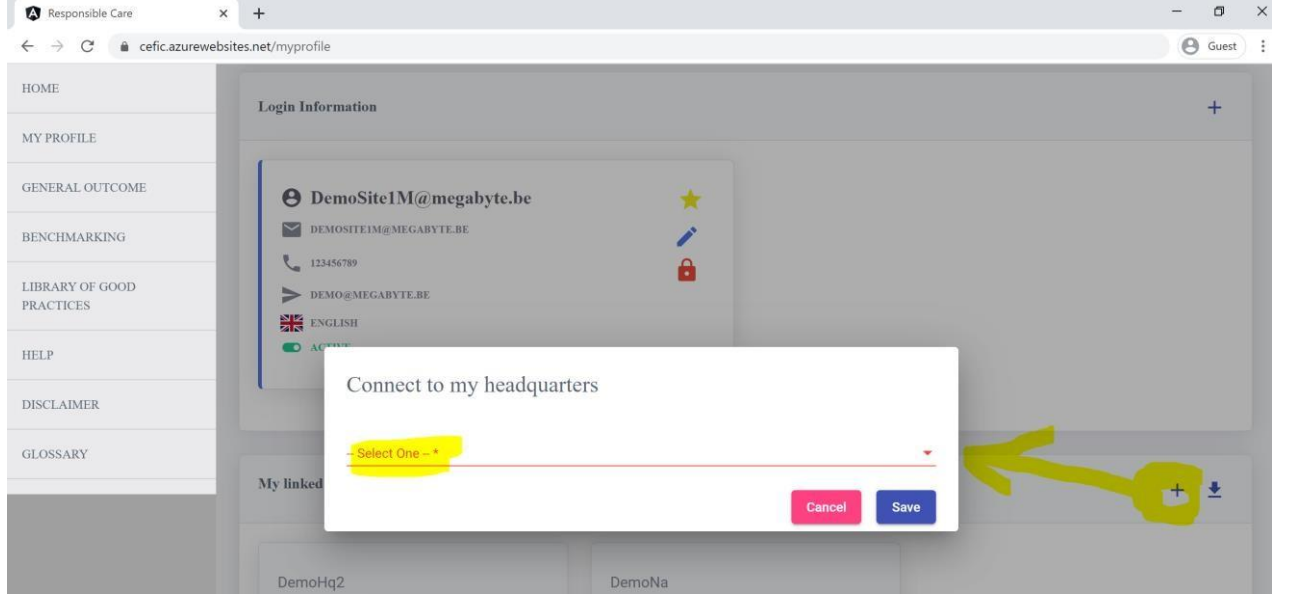 Responsible Care
cefic.azurewebsites.net/myprofile
Guest
HOME
MY PROFILE
GENERAL OUTCOME
BENCHMARKING
LIBRARY OF GOOD
PRACTICES
HELP
DISCLAIMER
GLOSSARY
Login Information
DemoSite1M@megabyte.be
DEMOSITE1M@MEGABYTE.BE
123456789
DEMO@MEGABYTE.BE
ENGLISH
Connect to my headquarters
– Select One – *
Cancel
Save
My linked
DemoHq2
DemoNa